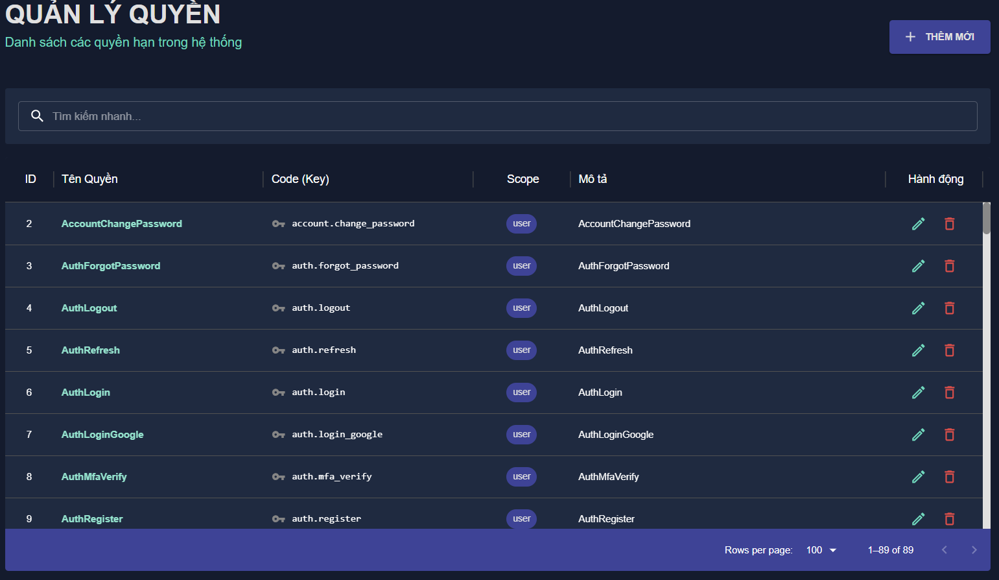 QUẢN LÝ QUYỀN
Danh sách các quyền hạn trong hệ thống
THÊM MỚI
Tìm kiếm nhanh...
ID Tên Quyền Code (Key) Scope Mô tả Hành động
2 AccountChangePassword account.change_password user AccountChangePassword
3 AuthForgotPassword auth.forgot_password user AuthForgotPassword
4 AuthLogout auth.logout user AuthLogout
5 AuthRefresh auth.refresh user AuthRefresh
6 AuthLogin auth.login user AuthLogin
7 AuthLoginGoogle auth.login_google user AuthLoginGoogle
8 AuthMfaVerify auth.mfa_verify user AuthMfaVerify
9 AuthRegister auth.register user AuthRegister
Rows per page: 100 1–89 of 89